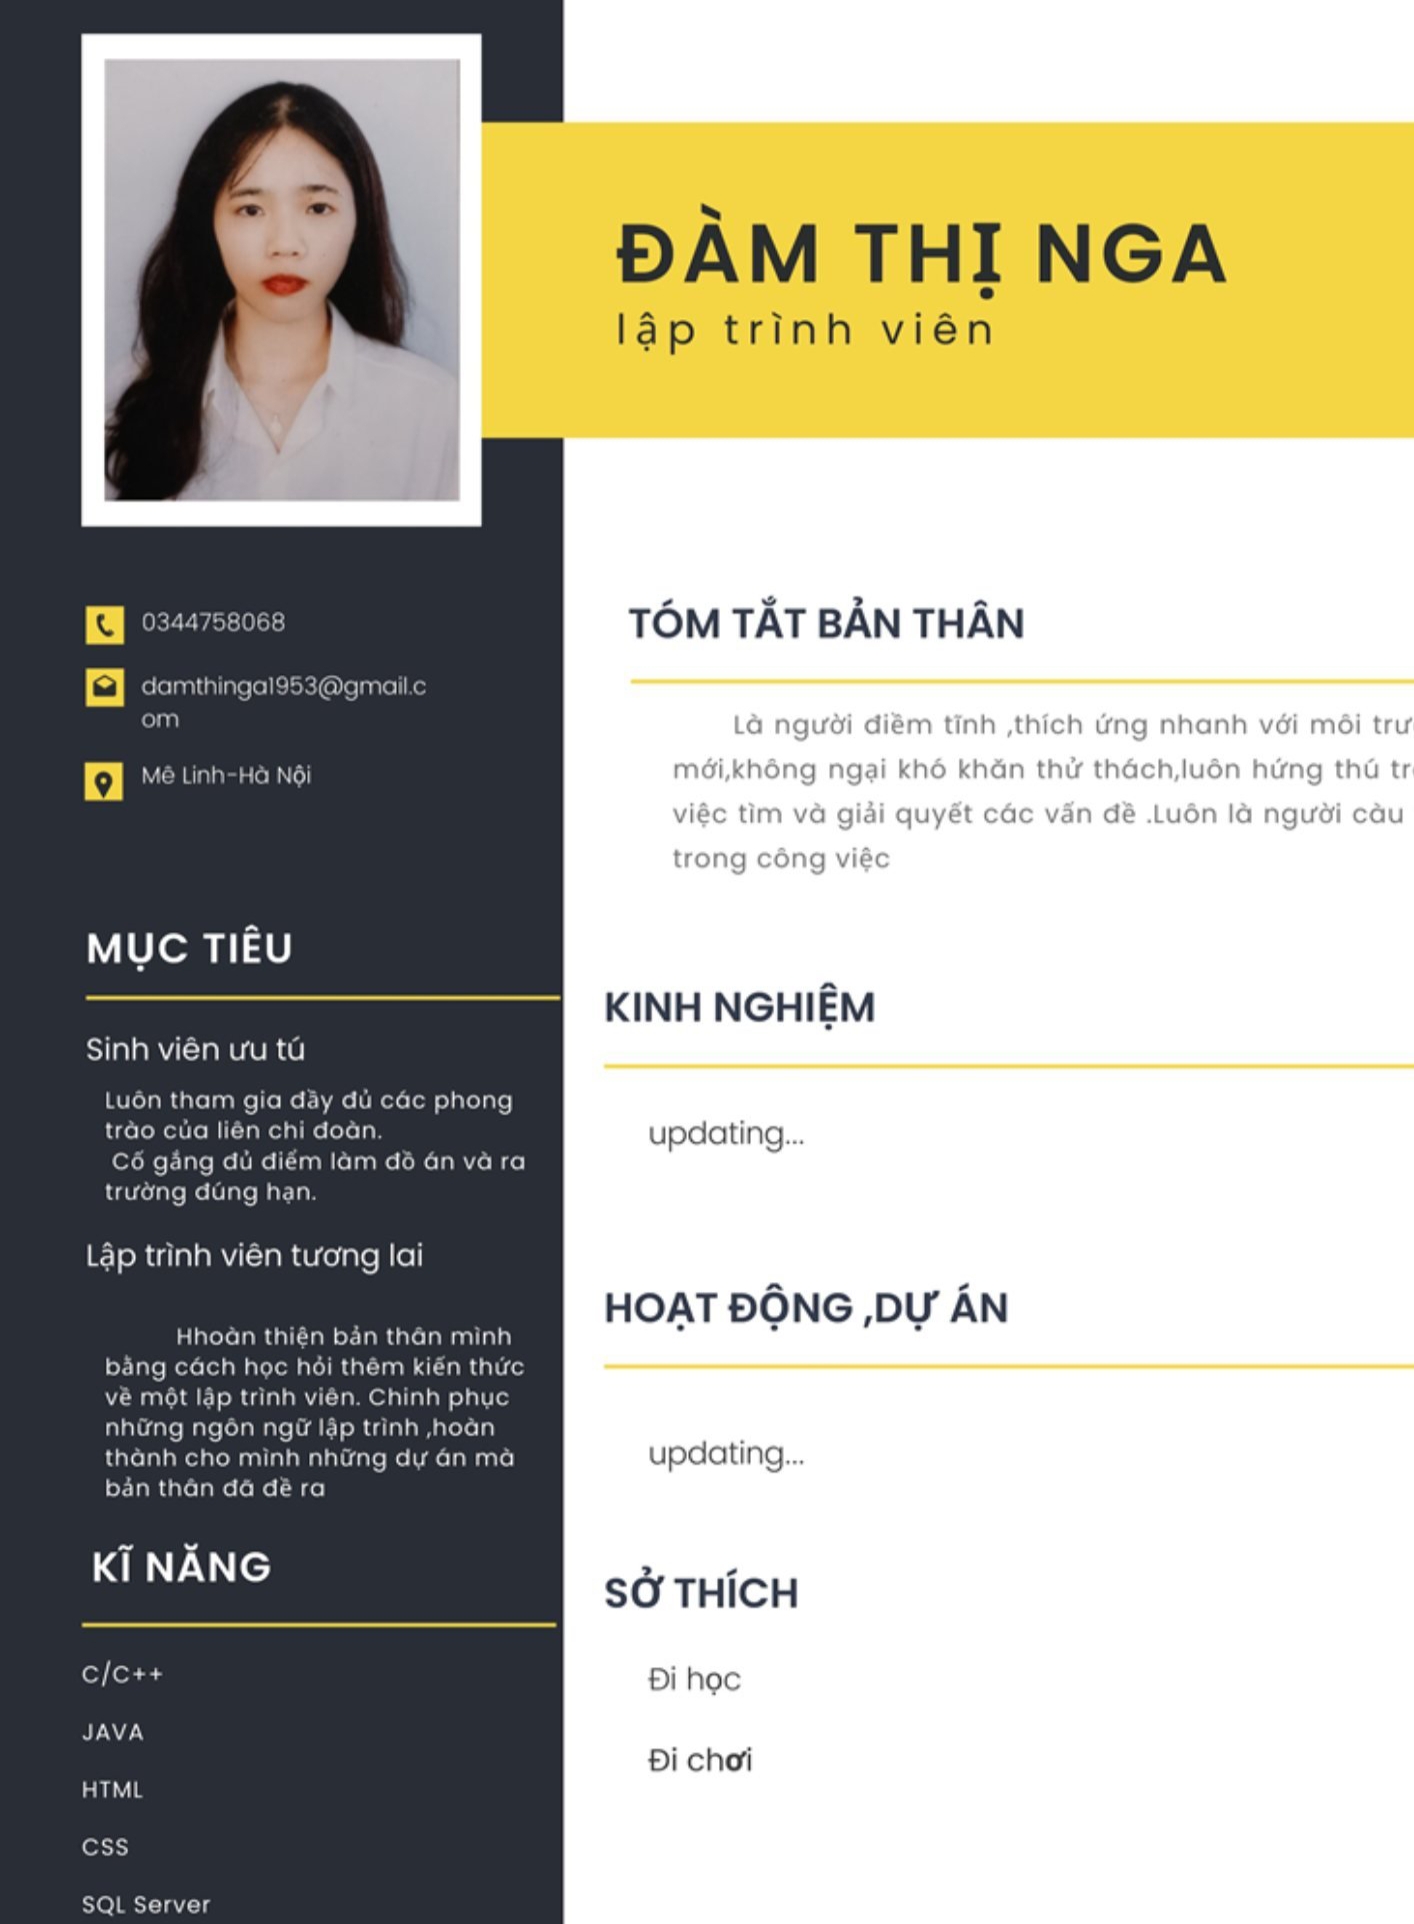 ĐÀM THỊ NGA
lập trình viên
0344758068
damthinga1953@gmail.c
om
Mê Linh-Hà Nội
MỤC TIÊU
Sinh viên ưu tú
Luôn tham gia đầy đủ các phong
trào của liên chi đoàn.
Cố gắng đủ điểm làm đồ án và ra
trường đúng hạn.
Lập trình viên tương lai
Hhoàn thiện bản thân mình
bằng cách học hỏi thêm kiến thức
về một lập trình viên. Chinh phục
những ngôn ngữ lập trình ,hoàn
thành cho mình những dự án mà
bản thân đã đề ra
KĨ NĂNG
C/C++
JAVA
HTML
CSS
SQL Server
TÓM TẮT BẢN THÂN
Là người điềm tĩnh ,thích ứng nhanh với môi
mới,không ngại khó khăn thử thách,luôn hứng thú
việc tìm và giải quyết các vấn đề .Luôn là người càu
trong công việc
KINH NGHIỆM
updating...
HOẠT ĐỘNG ,DỰ ÁN
updating...
SỞ THÍCH
Đi học
Đi chơi